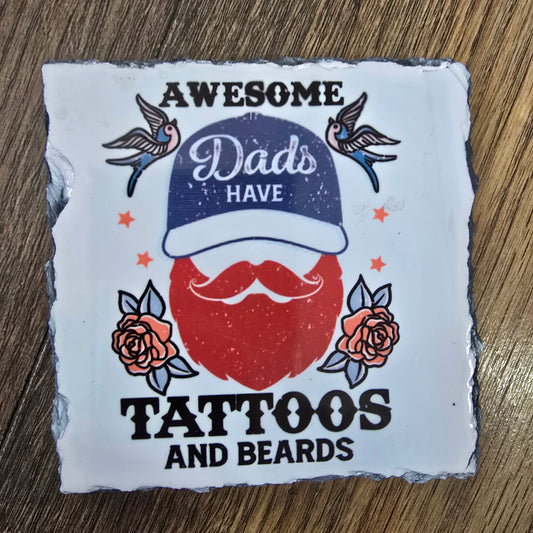 AWESOME
Dads
HAVE
TATTOOS
AND BEARDS